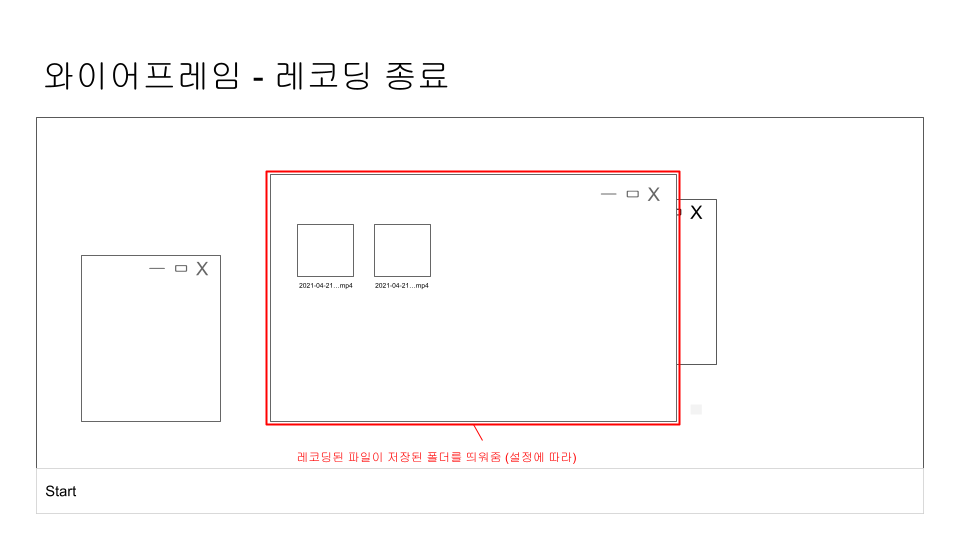 와이어프레임 - 레코딩 종료
— ▭ X
X
— ▭ X
2021-04-21...mp4 2021-04-21...mp4
레코딩된 파일이 저장된 폴더를 띄워줌 (설정에 따라)
Start